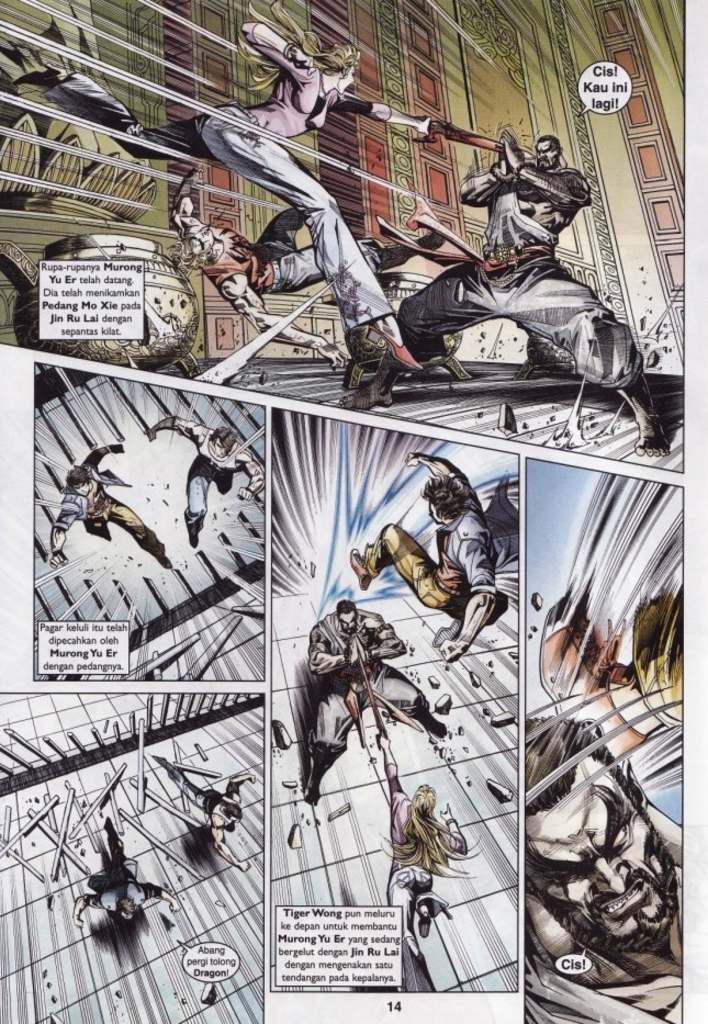 Cis!
Kau ini
lagi!
Rupa-rupanya Murong
Yu Er telah datang.
Dia telah menikamkan
Pedang Mo Xie pada
Jin Ru Lai dengan
sepantas kilat.
Pagar keluli itu telah
dipecahkan oleh
Murong Yu Er
dengan pedangnya.
Abang
pergi tolong
Dragon!
Tiger Wong pun meluru
ke depan untuk membantu
Murong Yu Er yang sedang
bergelut dengan Jin Ru Lai
dengan mengenakan satu
tendangan pada kepalanya.
Cis!
14